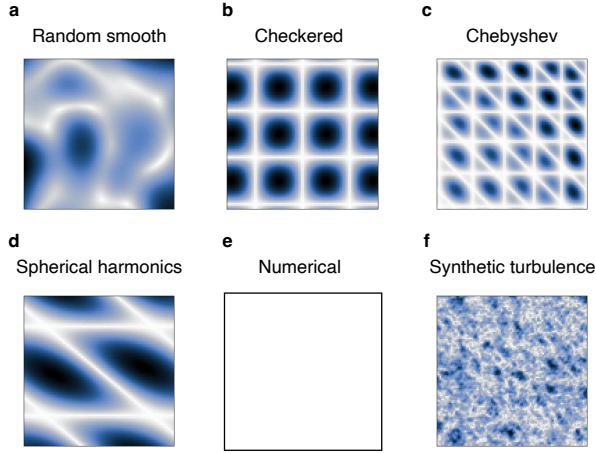 a
b
c
Random smooth
Checkered
Chebyshev
d
e
f
Spherical harmonics
Numerical
Synthetic turbulence